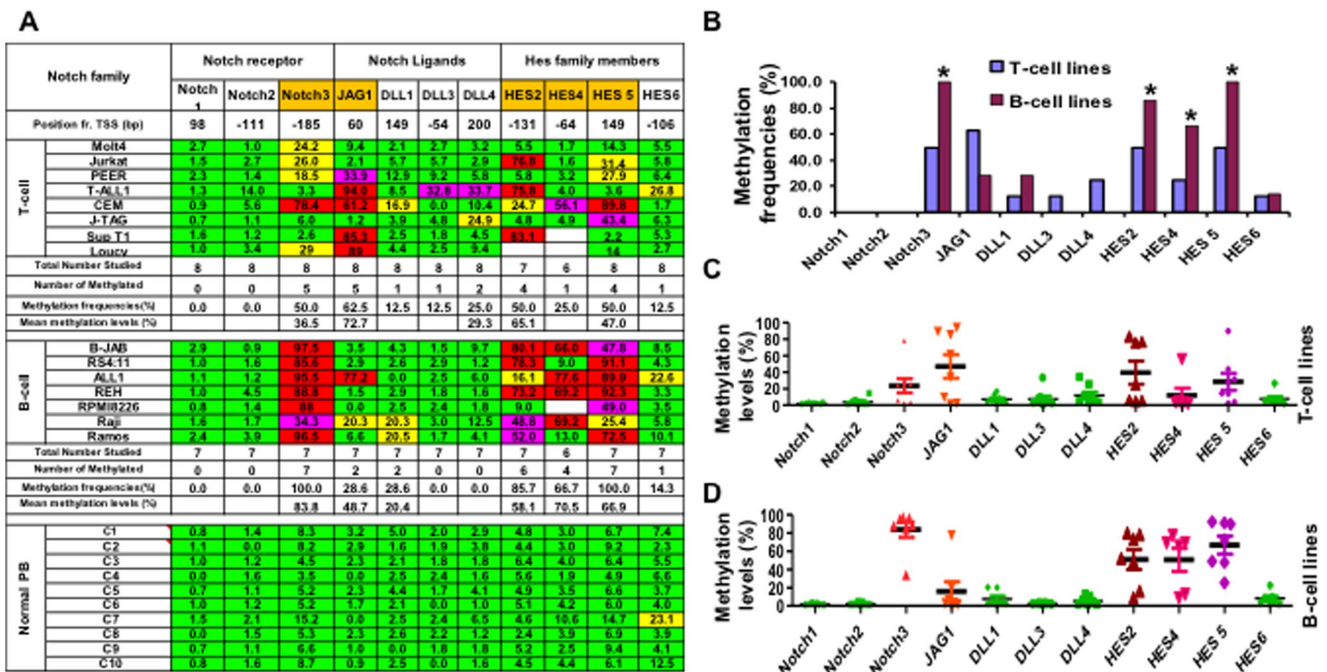 A
Notch family Notch receptor Notch Ligands Hes family members
Notch 1 Notch2 Notch3 JAG1 DLL1 DLL3 DLL4 HES2 HES4 HES 5 HES6
Position fr. TSS (bp) 98 -111 -185 60 149 -54 200 -131 -64 149 -106
T-cell
Molt4 2.7 1.0 24.2 9.4 2.1 2.7 3.2 5.5 1.7 14.3 5.5
Jurkat 1.5 2.7 26.0 2.1 5.7 5.7 2.9 76.8 1.6 31.4 2.4
PEER 2.3 1.4 18.5 33.9 12.9 9.2 5.8 5.8 3.2 27.9 6.4
T-ALL1 1.3 14.0 3.3 94.0 8.5 32.8 33.7 75.8 4.0 3.6 26.8
CEM 0.9 5.6 78.4 61.2 16.9 0.0 10.4 24.7 56.1 89.8 1.7
J-TAG 0.7 1.1 6.0 1.2 3.9 4.8 24.9 4.8 4.9 43.4 6.3
Sup T1 1.6 1.2 2.6 85.3 2.5 1.8 4.5 83.1 2.2 5.3
Loucy 1.0 3.4 29 89 4.4 2.5 9.4 14 2.7
Total Number Studied 8 8 8 8 8 8 8 7 6 8 8
Number of Methylated 0 0 5 5 1 1 2 4 1 4 1
Methylation frequencies(%) 0.0 0.0 50.0 62.5 12.5 12.5 25.0 50.0 25.0 50.0 12.5
Mean methylation levels (%) 36.5 72.7 29.3 65.1 47.0
B-cell
B-JAB 2.9 0.9 97.5 3.5 4.3 1.5 9.7 80.1 66.0 47.8 8.5
RS4:11 1.0 1.6 85.6 2.9 2.6 2.9 1.2 78.3 9.0 91.1 4.3
ALL1 1.1 1.2 95.5 77.2 0.0 2.5 6.0 16.1 77.6 89.9 22.6
REH 1.0 4.5 88.8 1.5 2.9 1.8 1.6 73.2 69.2 92.3 3.3
RPMI8226 0.8 1.4 88 0.0 2.5 2.4 1.8 9.0 49.0 3.5
Raji 1.6 1.7 34.3 20.3 20.3 3.0 12.5 48.8 69.2 25.4 5.8
Ramos 2.4 3.9 96.5 6.6 20.5 1.7 4.1 52.0 13.0 72.5 10.1
Total Number Studied 7 7 7 7 7 7 7 7 6 7 7
Number of Methylated 0 0 7 2 2 0 0 6 4 7 1
Methylation frequencies(%) 0.0 0.0 100.0 28.6 28.6 0.0 0.0 85.7 66.7 100.0 14.3
Mean methylation levels (%) 83.8 48.7 20.4 58.1 70.5 66.9
Normal PB
C1 0.8 1.4 8.3 3.2 5.0 2.0 2.9 4.8 3.0 6.7 7.4
C2 1.1 0.0 8.2 2.9 1.6 1.9 3.8 4.4 3.0 9.2 2.3
C3 1.0 1.2 4.5 2.3 2.1 1.8 1.8 6.4 4.0 6.4 5.5
C4 0.0 1.6 3.5 0.0 2.5 2.4 1.6 5.6 1.9 4.9 6.6
C5 0.7 1.1 5.2 2.3 4.4 1.7 4.1 4.9 3.5 6.6 3.7
C6 1.0 1.2 5.2 1.7 2.1 0.0 1.0 5.1 4.2 6.0 4.0
C7 1.5 2.1 15.2 0.0 2.5 2.4 6.5 4.6 10.6 14.7 23.1
C8 0.0 1.5 5.3 2.3 2.6 2.2 1.2 2.4 3.9 6.9 3.9
C9 0.7 1.1 6.6 1.0 0.0 1.8 1.8 5.2 2.5 9.4 4.1
C10 0.8 1.6 8.7 0.9 2.5 0.0 1.6 4.5 4.4 6.1 12.5
B
Methylation frequencies (%)
T-cell lines
B-cell lines
100.0
80.0
60.0
40.0
20.0
0.0
* * * *
Notch1 Notch2 Notch3 JAG1 DLL1 DLL3 DLL4 HES2 HES4 HES 5 HES6
C
Methylation levels (%)
100
80
60
40
20
0
Notch1 Notch2 Notch3 JAG1 DLL1 DLL3 DLL4 HES2 HES4 HES 5 HES6
T-cell lines
D
Methylation levels (%)
100
80
60
40
20
0
Notch1 Notch2 Notch3 JAG1 DLL1 DLL3 DLL4 HES2 HES4 HES 5 HES6
B-cell lines